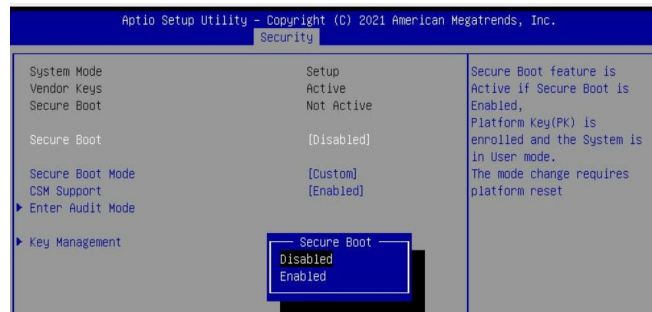 Aptio Setup Utility – Copyright (C) 2021 American Megatrends, Inc.
Security
System Mode Setup
Vendor Keys Active
Secure Boot Not Active
Secure Boot [Disabled]
Secure Boot Mode [Custom]
CSM Support [Enabled]
Enter Audit Mode
Key Management
Secure Boot feature is
Active if Secure Boot is
Enabled,
Platform Key(PK) is
enrolled and the System is
in User mode.
The mode change requires
platform reset
Secure Boot
Disabled
Enabled